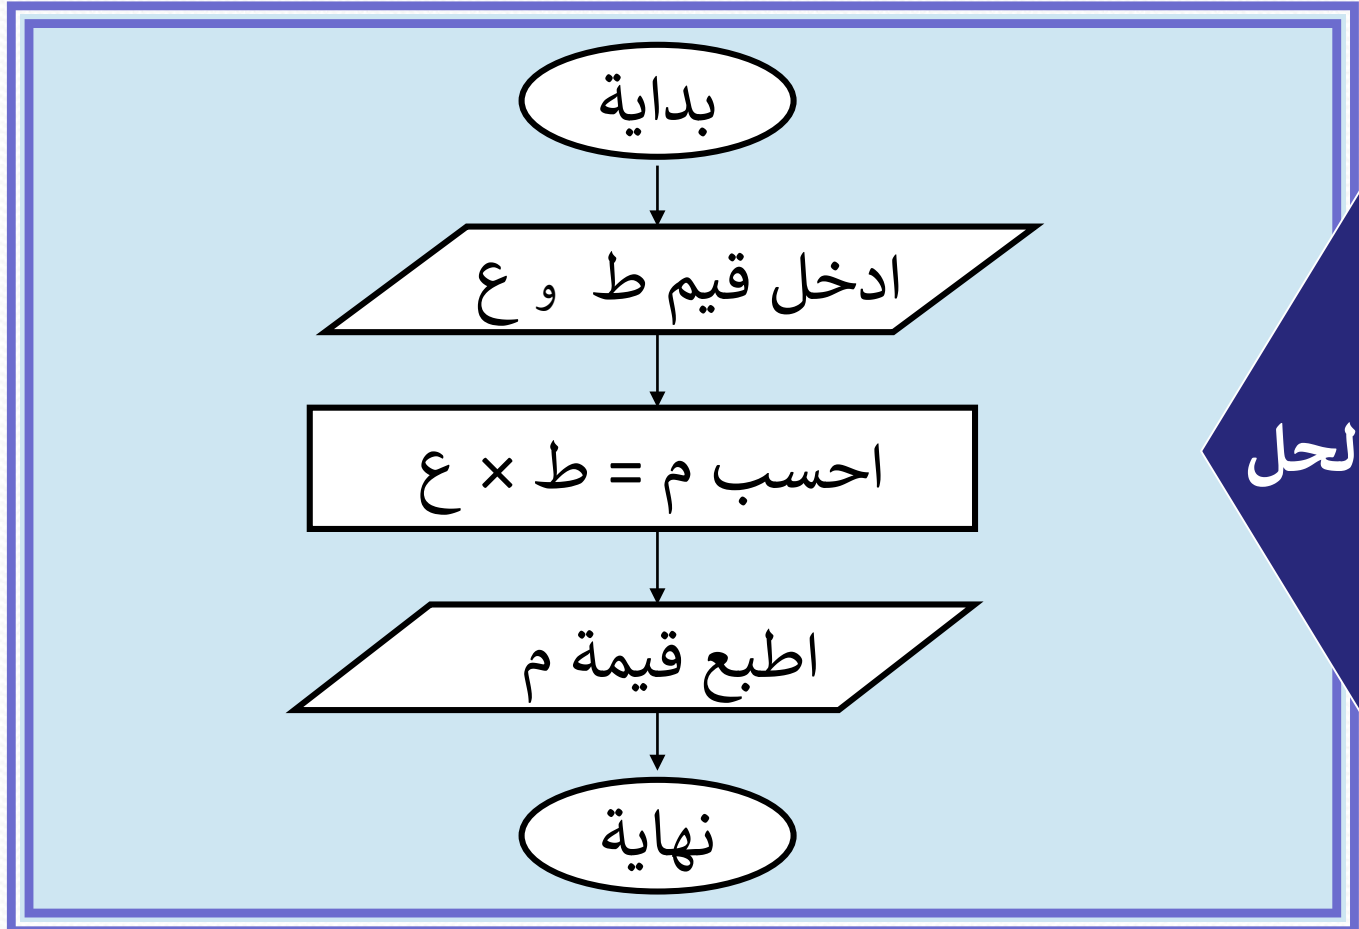 بداية
ادخل قيم ط و ع
احسب م = ط × ع
اطبع قيمة م
نهاية
لحل